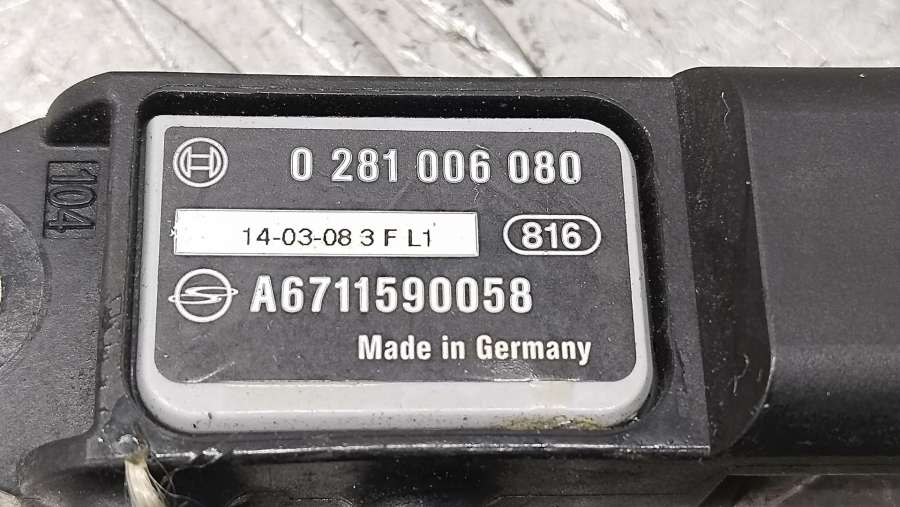 0 281 006 080
14-03-08 3 F L1 816
A6711590058
Made in Germany
104